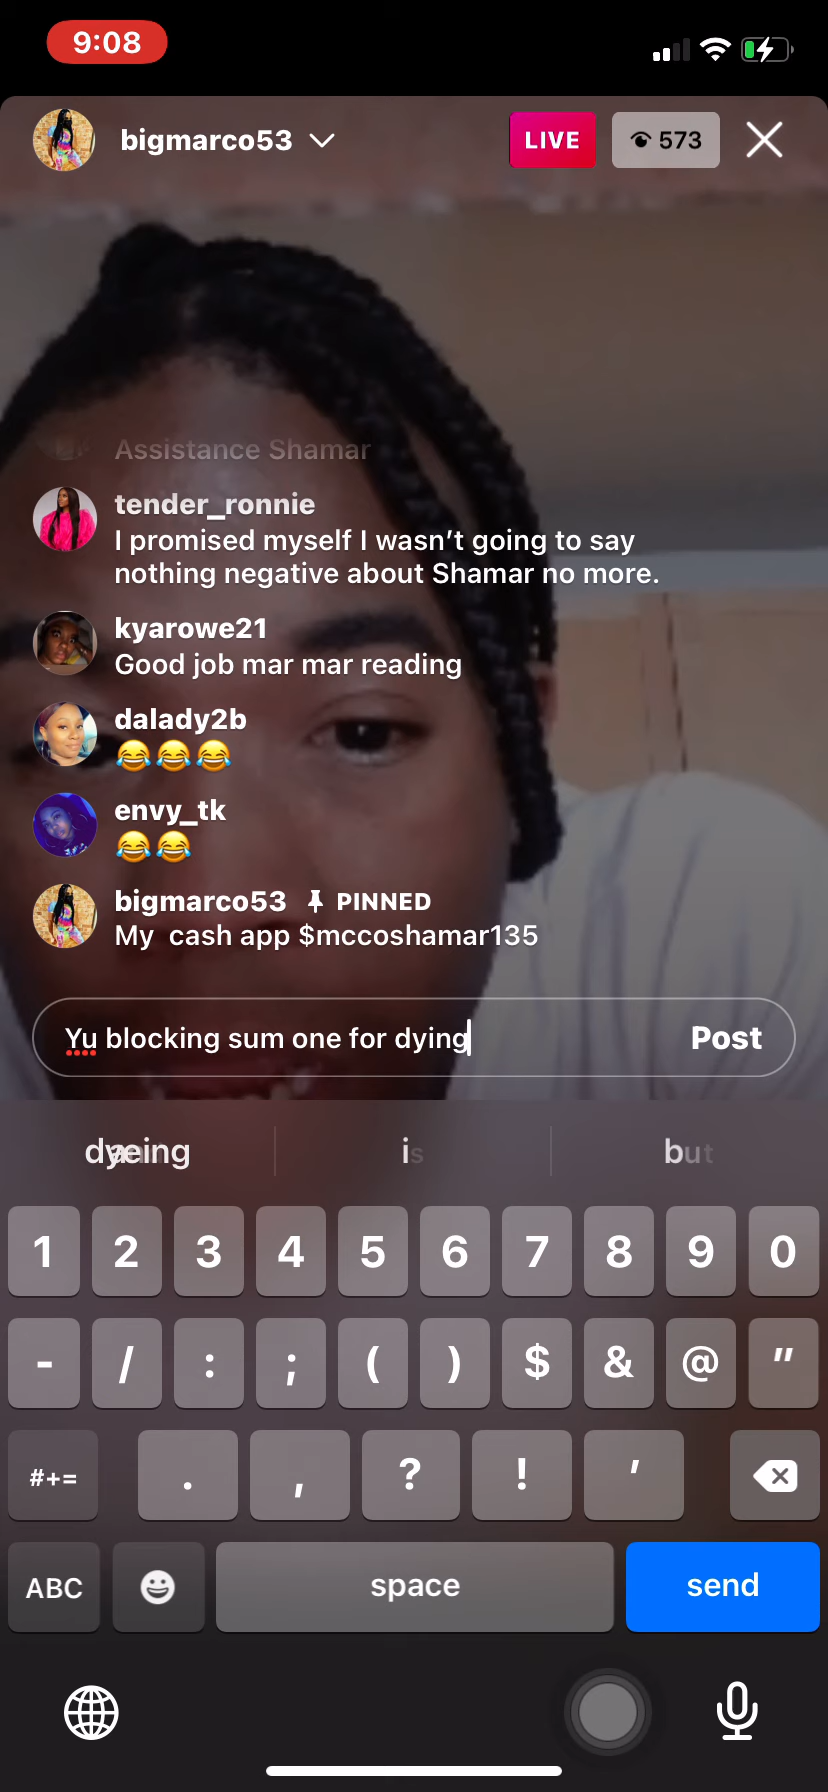 9:08
bigmarco53
LIVE
573
Assistance Shamar
tender_ronnie
I promised myself I wasn't going to say
nothing negative about Shamar no more.
kyarowe21
Good job mar mar reading
dalady2b
😂😂😂
envy_tk
😂😂
bigmarco53 PINNED
My cash app $mccoshamar135
Yu blocking sum one for dying Post
is but
1 2 3 4 5 6 7 8 9 0
- / : ; ( ) $ & @ "
#+= . , ? ! '
ABC space send